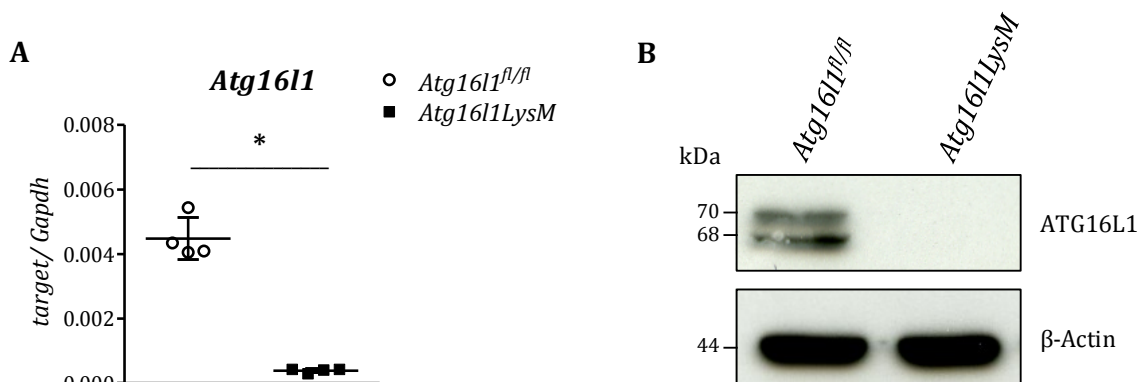 A
Atg16l1
Atg16l1fl/fl
Atg16l1LysM
*
0.008
0.006
0.004
0.002
0.000
target/ Gapdh
B
Atg16l1fl/fl
Atg16l1LysM
kDa
70
68
ATG16L1
44
β-Actin